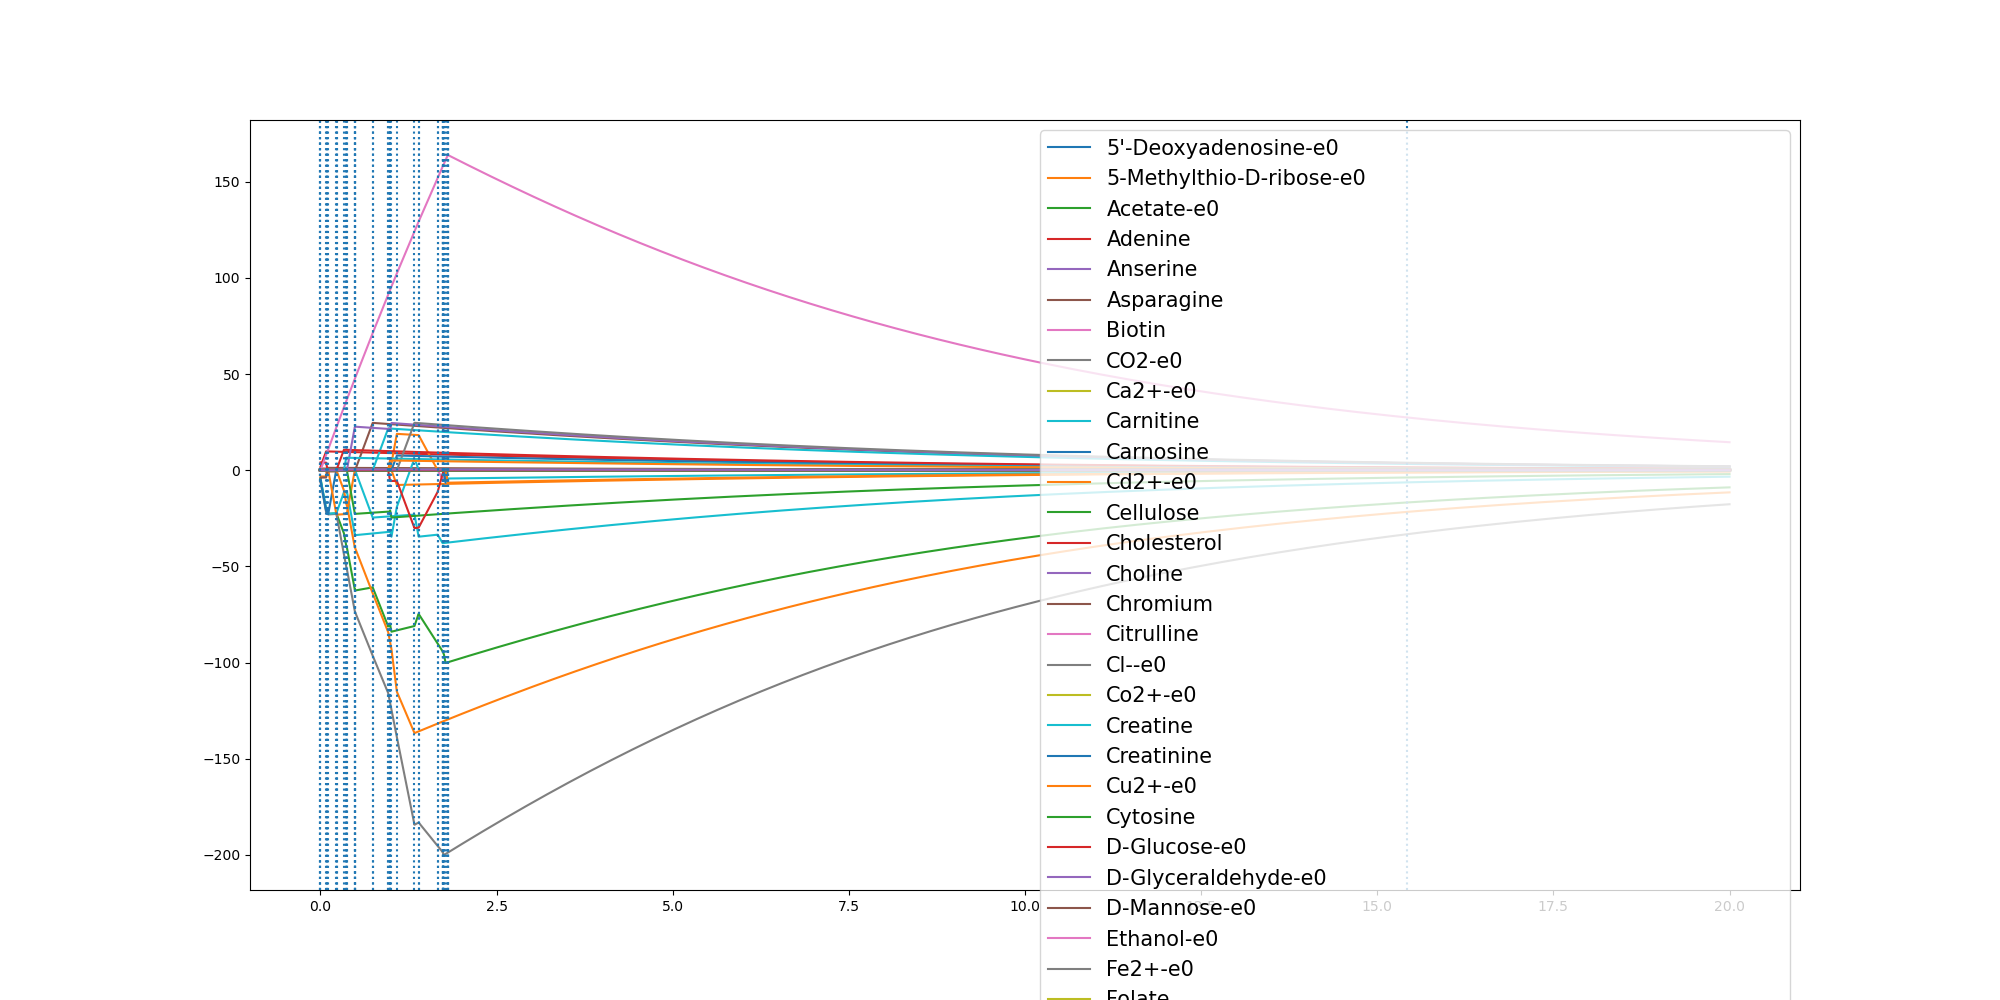 150
100
50
0
−50
−100
−150
−200
0.0
2.5
5.0
7.5
10.0
15.0
17.5
20.0
5'-Deoxyadenosine-e0
5-Methylthio-D-ribose-e0
Acetate-e0
Adenine
Anserine
Asparagine
Biotin
CO2-e0
Ca2+-e0
Carnitine
Carnosine
Cd2+-e0
Cellulose
Cholesterol
Choline
Chromium
Citrulline
Cl--e0
Co2+-e0
Creatine
Creatinine
Cu2+-e0
Cytosine
D-Glucose-e0
D-Glyceraldehyde-e0
D-Mannose-e0
Ethanol-e0
Fe2+-e0
Folate